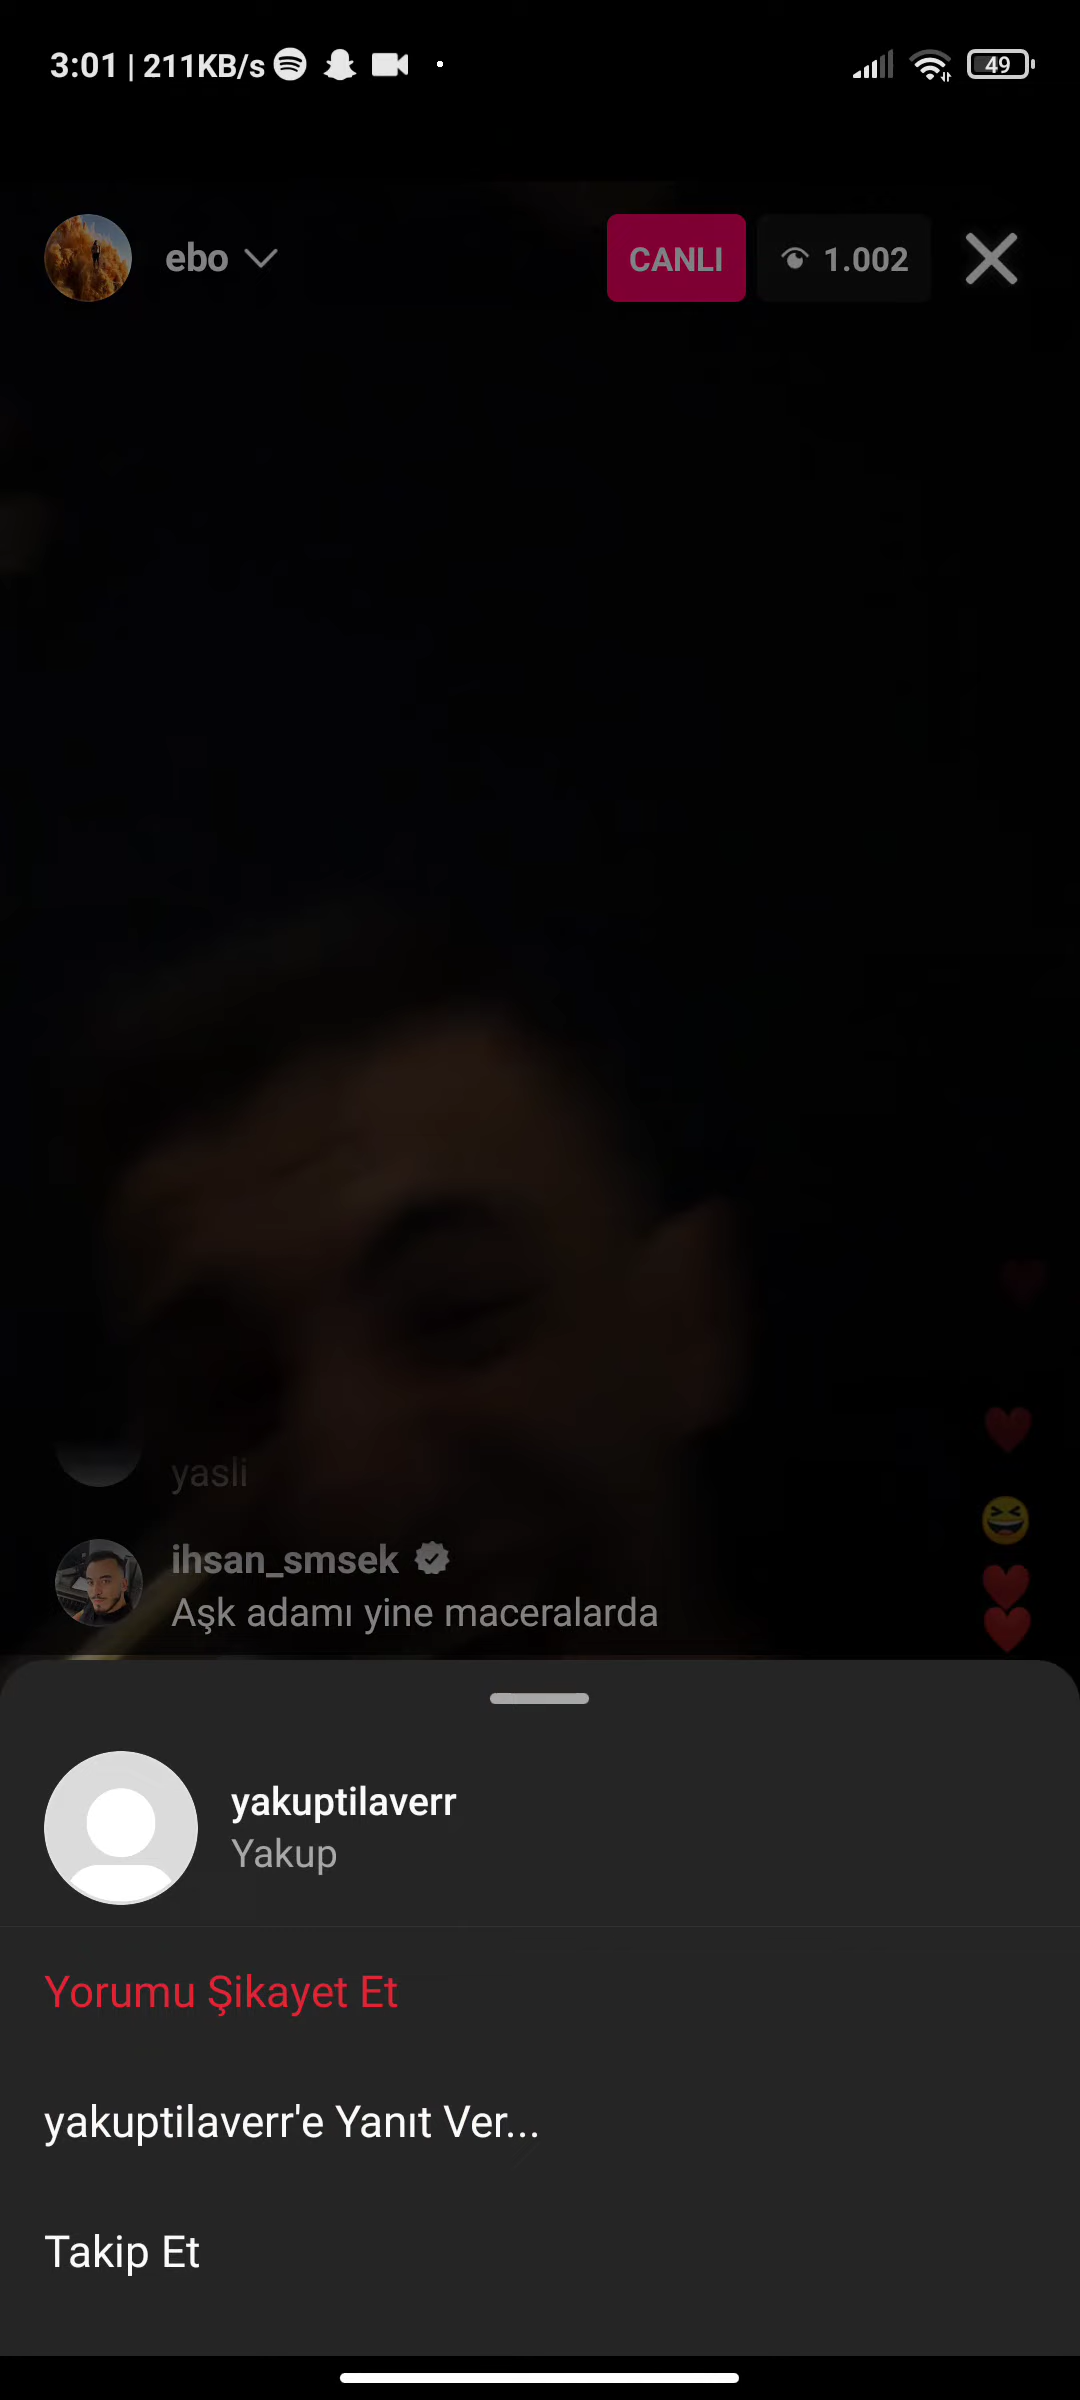 3:01 | 211KB/s 49
ebo CANLI 1.002
yasli
ihsan_smsek
Aşk adamı yine maceralarda
yakuptilaverr
Yakup
Yorumu Şikayet Et
yakuptilaverr'e Yanıt Ver...
Takip Et